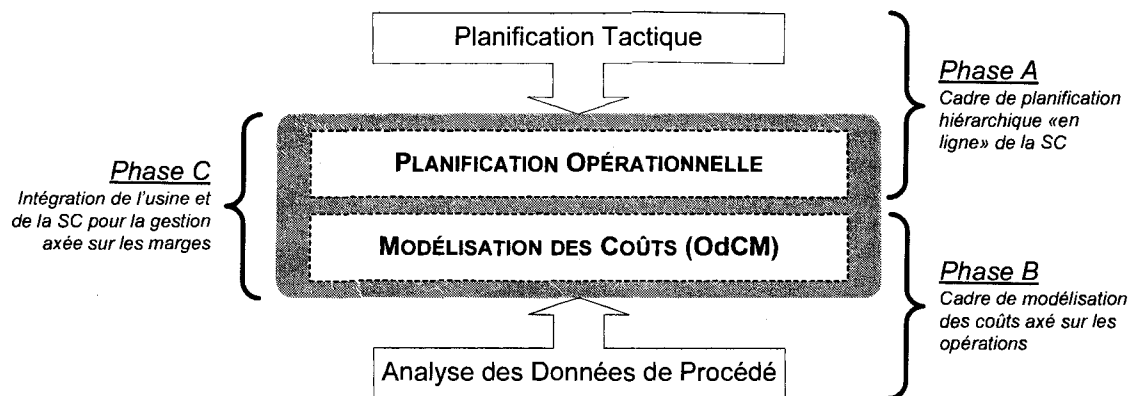 Planification Tactique
Phase A
Cadre de planification
hiérarchique «en
ligne» de la SC
PLANIFICATION OPÉRATIONNELLE
Phase C
Intégration de l'usine et
de la SC pour la gestion
axée sur les marges
MODÉLISATION DES COÛTS (OdCM)
Phase B
Cadre de modélisation
des coûts axé sur les
opérations
Analyse des Données de Procédé